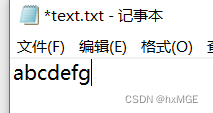 *text.txt - 记事本
文件(F) 编辑(E) 格式(O)
abcdefg
CSDN @hxMGE